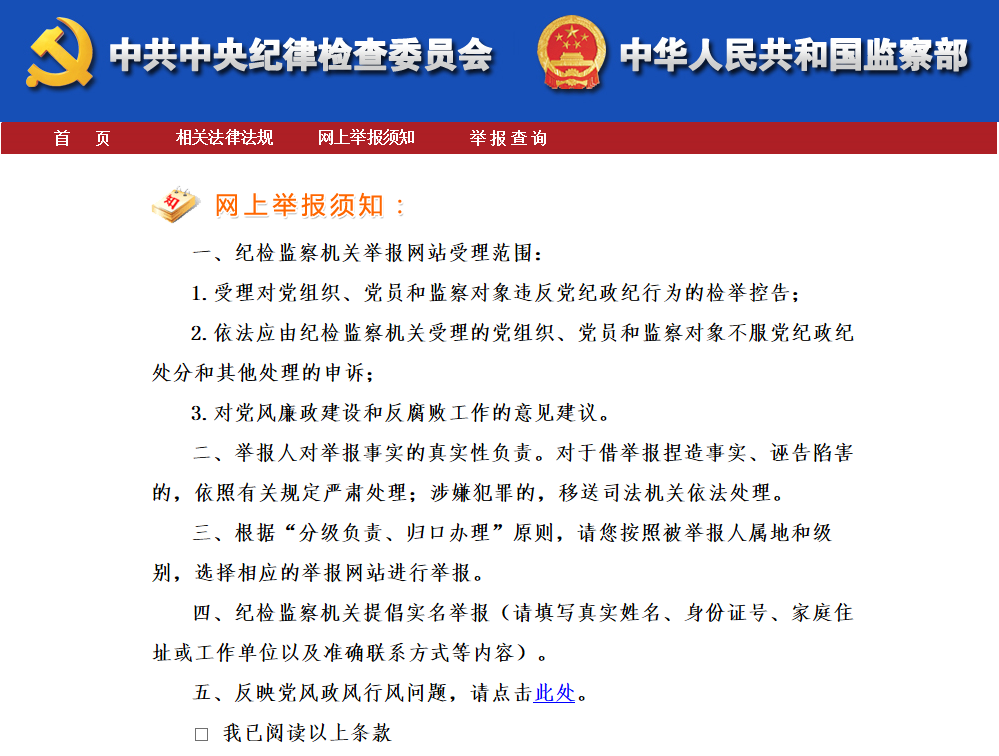 中共中央纪律检查委员会 中华人民共和国监察部
首 页 相关法律法规 网上举报须知 举报查询
知 网上举报须知：
一、纪检监察机关举报网站受理范围：
1.受理对党组织、党员和监察对象违反党纪政纪行为的检举控告；
2.依法应由纪检监察机关受理的党组织、党员和监察对象不服党纪政纪
处分和其他处理的申诉；
3.对党风廉政建设和反腐败工作的意见建议。
二、举报人对举报事实的真实性负责。对于借举报捏造事实、诬告陷害
的，依照有关规定严肃处理；涉嫌犯罪的，移送司法机关依法处理。
三、根据“分级负责、归口办理”原则，请您按照被举报人属地和级
别，选择相应的举报网站进行举报。
四、纪检监察机关提倡实名举报（请填写真实姓名、身份证号、家庭住
址或工作单位以及准确联系方式等内容）。
五、反映党风政风行风问题，请点击此处。
□ 我已阅读以上条款